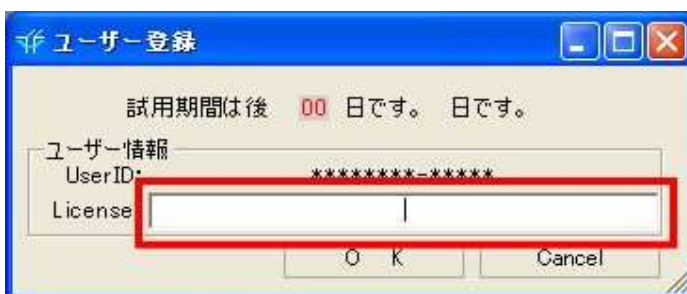 ユーザー登録
試用期間は後 00 日です。 日です。
ユーザー情報
UserID: ********-*****
License
O K Cancel